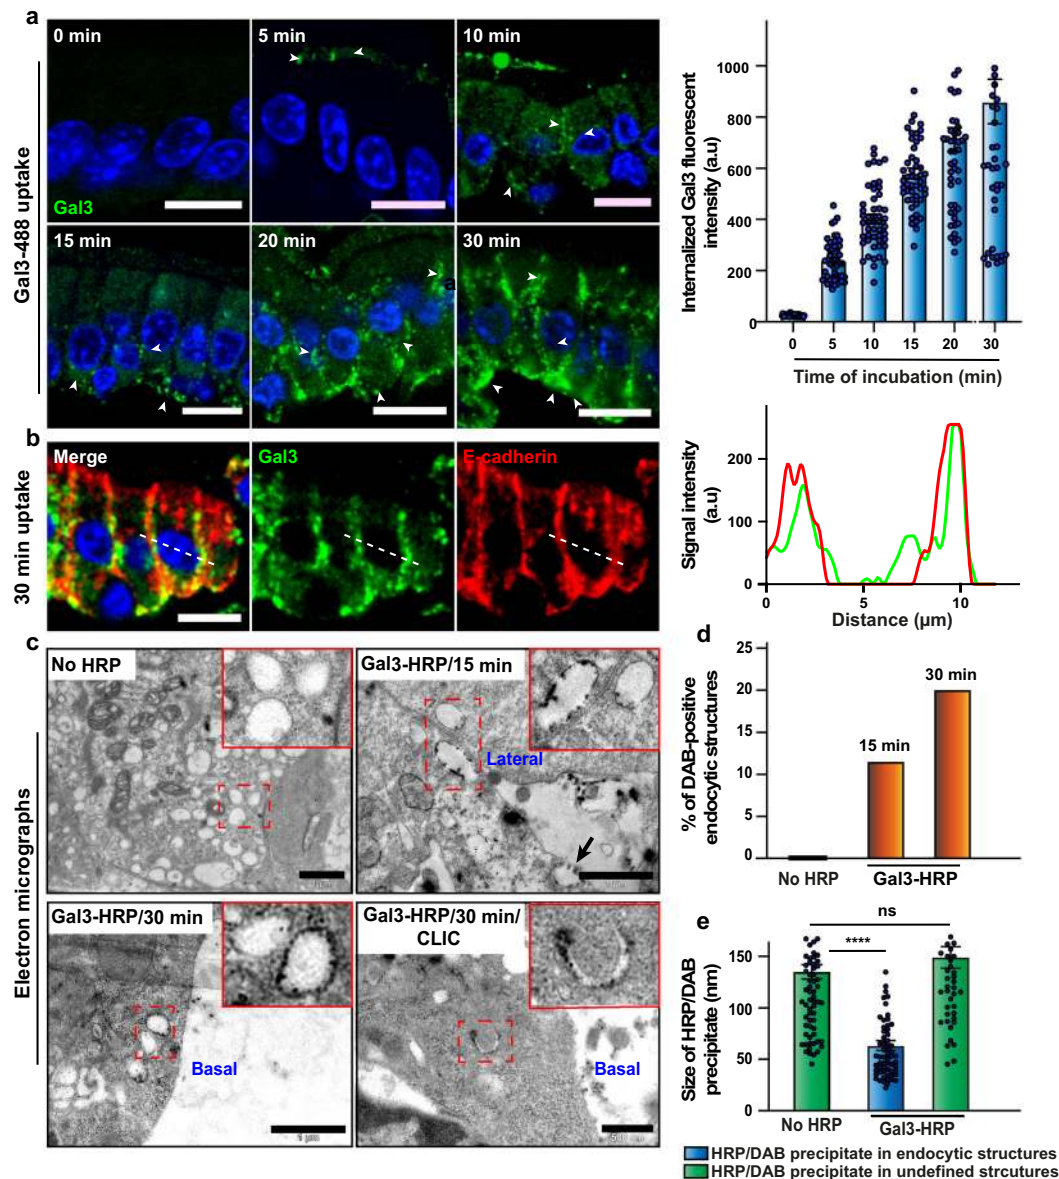 a
0 min
5 min
10 min
Gal3
15 min
20 min
30 min
a
Gal3-488 uptake
Internalized Gal3 fluorescent
intensity (a.u)
1000
800
600
400
200
0
0 5 10 15 20 30
Time of incubation (min)
b
30 min uptake
Merge
Gal3
E-cadherin
Signal intensity
(a.u)
200
100
0
0 5 10
Distance (μm)
c
Electron micrographs
No HRP
Gal3-HRP/15 min
Lateral
Gal3-HRP/30 min
Basal
1 μm
Gal3-HRP/30 min/
CLIC
Basal
d
% of DAB-positive
endocytic structures
25
20
15
10
5
0
15 min
30 min
No HRP
Gal3-HRP
e
Size of HRP/DAB
precipitate (nm)
150
100
50
0
ns
****
No HRP
Gal3-HRP
HRP/DAB precipitate in endocytic structures
HRP/DAB precipitate in undefined strcutures